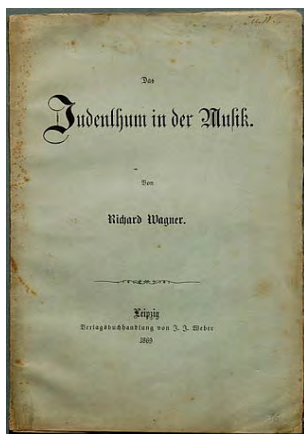 Das
Judenthum in der Musik.
Von
Richard Wagner.
Leipzig
Verlagsbuchhandlung von J. J. Weber
1869